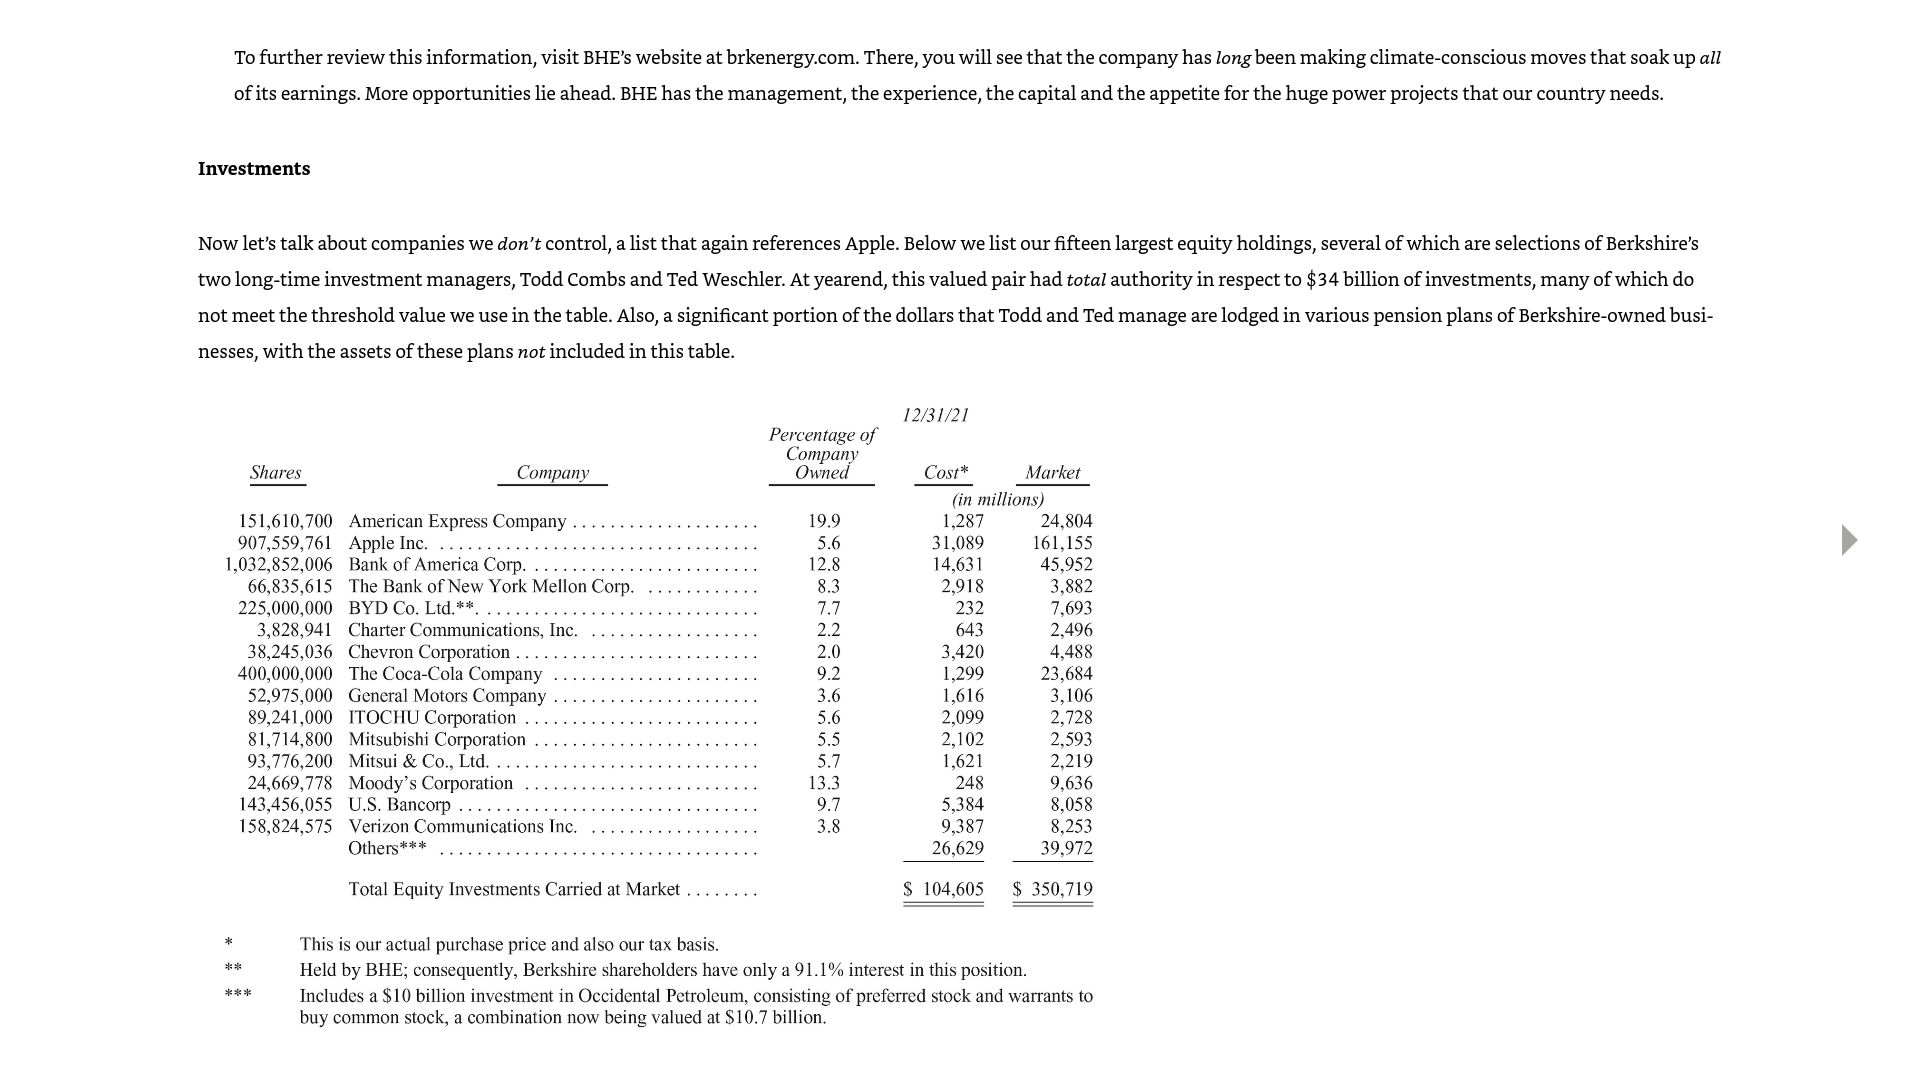 To further review this information, visit BHE’s website at brkenergy.com. There, you will see that the company has long been making climate-conscious moves that soak up all
of its earnings. More opportunities lie ahead. BHE has the management, the experience, the capital and the appetite for the huge power projects that our country needs.
Investments
Now let’s talk about companies we don’t control, a list that again references Apple. Below we list our fifteen largest equity holdings, several of which are selections of Berkshire’s
two long-time investment managers, Todd Combs and Ted Weschler. At yearend, this valued pair had total authority in respect to $34 billion of investments, many of which do
not meet the threshold value we use in the table. Also, a significant portion of the dollars that Todd and Ted manage are lodged in various pension plans of Berkshire-owned busi-
nesses, with the assets of these plans not included in this table.
12/31/21
Percentage of
Company
Shares Company Owned Cost* Market
(in millions)
151,610,700 American Express Company . . . . . . . . . . . . . . . . . . . . 19.9 1,287 24,804
907,559,761 Apple Inc. . . . . . . . . . . . . . . . . . . . . . . . . . . . . . . . . . . 5.6 31,089 161,155
1,032,852,006 Bank of America Corp. . . . . . . . . . . . . . . . . . . . . . . . . 12.8 14,631 45,952
66,835,615 The Bank of New York Mellon Corp. . . . . . . . . . . . . 8.3 2,918 3,882
225,000,000 BYD Co. Ltd.**. . . . . . . . . . . . . . . . . . . . . . . . . . . . . . 7.7 232 7,693
3,828,941 Charter Communications, Inc. . . . . . . . . . . . . . . . . . . 2.2 643 2,496
38,245,036 Chevron Corporation . . . . . . . . . . . . . . . . . . . . . . . . . . 2.0 3,420 4,488
400,000,000 The Coca-Cola Company . . . . . . . . . . . . . . . . . . . . . . 9.2 1,299 23,684
52,975,000 General Motors Company . . . . . . . . . . . . . . . . . . . . . . 3.6 1,616 3,106
89,241,000 ITOCHU Corporation . . . . . . . . . . . . . . . . . . . . . . . . . 5.6 2,099 2,728
81,714,800 Mitsubishi Corporation . . . . . . . . . . . . . . . . . . . . . . . . 5.5 2,102 2,593
93,776,200 Mitsui & Co., Ltd. . . . . . . . . . . . . . . . . . . . . . . . . . . . . 5.7 1,621 2,219
24,669,778 Moody’s Corporation . . . . . . . . . . . . . . . . . . . . . . . . . 13.3 248 9,636
143,456,055 U.S. Bancorp . . . . . . . . . . . . . . . . . . . . . . . . . . . . . . . . 9.7 5,384 8,058
158,824,575 Verizon Communications Inc. . . . . . . . . . . . . . . . . . . 3.8 9,387 8,253
Others*** . . . . . . . . . . . . . . . . . . . . . . . . . . . . . . . . . . 26,629 39,972
Total Equity Investments Carried at Market . . . . . . . . $ 104,605 $ 350,719
* This is our actual purchase price and also our tax basis.
** Held by BHE; consequently, Berkshire shareholders have only a 91.1% interest in this position.
*** Includes a $10 billion investment in Occidental Petroleum, consisting of preferred stock and warrants to
buy common stock, a combination now being valued at $10.7 billion.